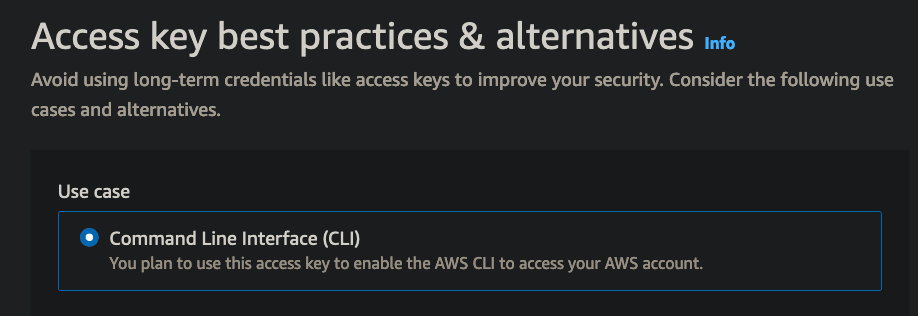 Access key best practices & alternatives Info
Avoid using long-term credentials like access keys to improve your security. Consider the following use
cases and alternatives.
Use case
Command Line Interface (CLI)
You plan to use this access key to enable the AWS CLI to access your AWS account.